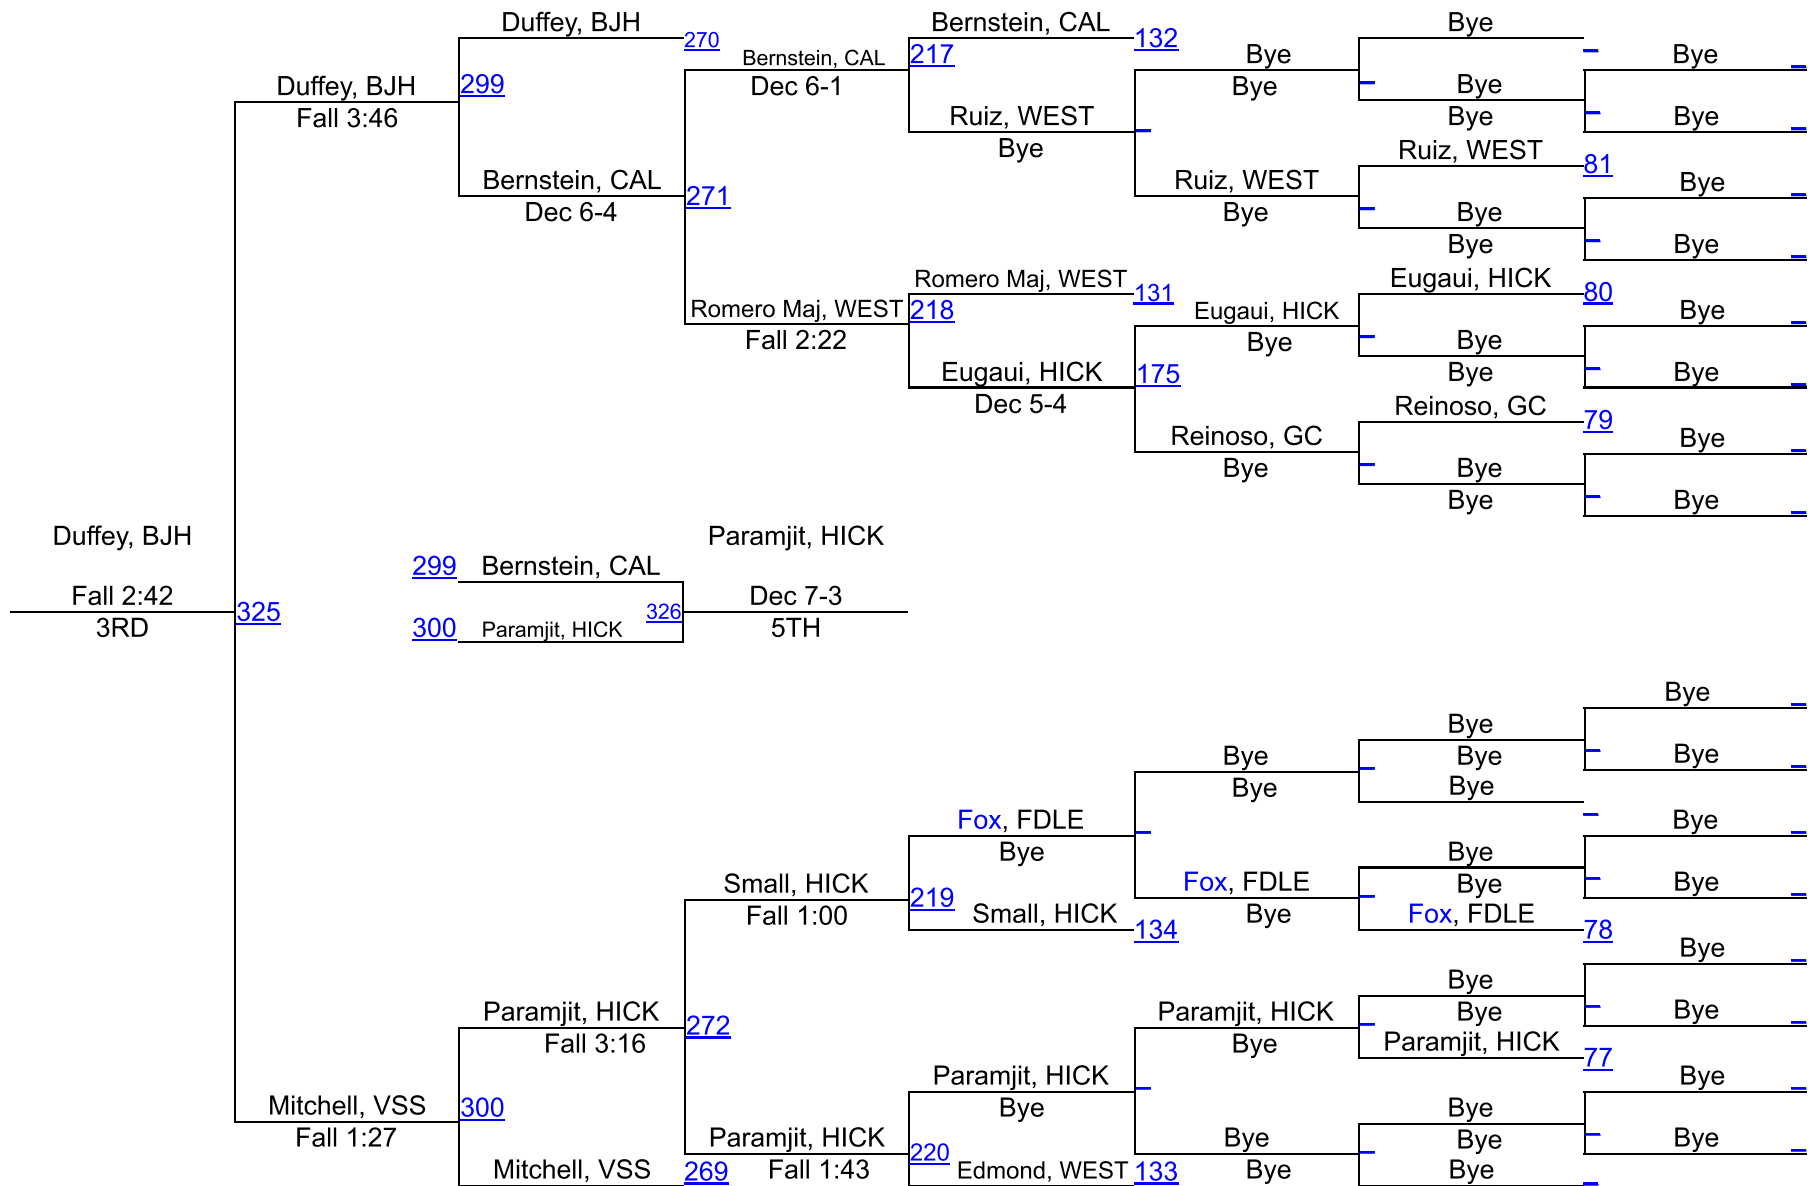 Duffey, BJH
270
Bernstein, CAL
132
Bye
Bye
Bye
299
Bernstein, CAL
217
Bye
Bye
Duffey, BJH
Dec 6-1
Fall 3:46
Ruiz, WEST
Bye
Bye
Bye
Ruiz, WEST
81
Bernstein, CAL
271
Ruiz, WEST
Bye
Bye
Dec 6-4
Bye
Bye
Bye
Romero Maj, WEST
131
Eugaui, HICK
80
Romero Maj, WEST
218
Eugaui, HICK
Bye
Fall 2:22
Bye
Bye
Eugaui, HICK
175
Bye
Bye
Dec 5-4
Reinoso, GC
79
Reinoso, GC
Bye
Bye
Bye
Bye
Bye
Duffey, BJH
Paramjit, HICK
299
Bernstein, CAL
Fall 2:42
325
326
Dec 7-3
3RD
300
Paramjit, HICK
5TH
Bye
Bye
Bye
Bye
Bye
Bye
Bye
Fox, FDLE
Bye
Bye
Bye
Small, HICK
219
Fox, FDLE
Bye
Bye
Fall 1:00
Small, HICK
134
Bye
Fox, FDLE
78
Bye
Paramjit, HICK
272
Paramjit, HICK
Bye
Bye
Fall 3:16
Bye
Bye
Paramjit, HICK
77
Paramjit, HICK
Bye
Mitchell, VSS
300
Bye
Bye
Fall 1:27
Paramjit, HICK
220
Bye
Bye
Bye
Mitchell, VSS
269
Fall 1:43
Edmond, WEST
133
Bye
Bye